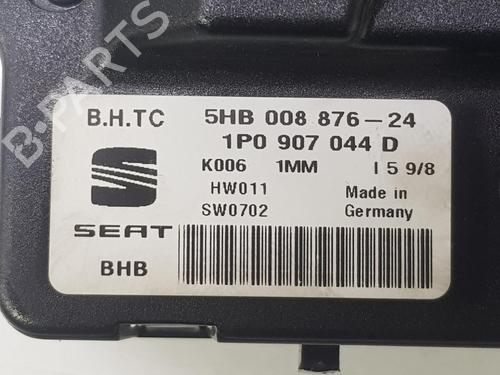 B.H.TC 5HB 008 876-24
1P0 907 044 D
K006 1MM I 5 9/8
HW011 Made in
SW0702 Germany
SEAT
BHB
B-PARTS